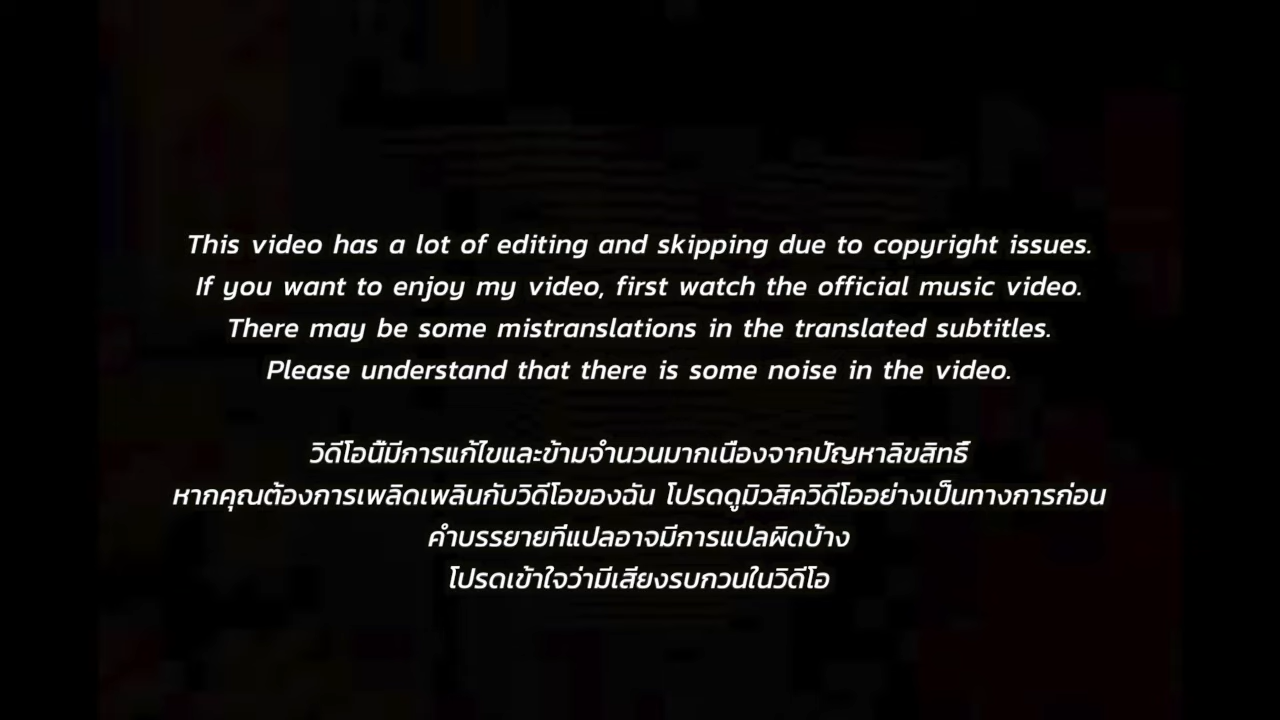 This video has a lot of editing and skipping due to copyright issues.
If you want to enjoy my video, first watch the official music video.
There may be some mistranslations in the translated subtitles.
Please understand that there is some noise in the video.
วิดีโอนี้มีการแก้ไขและข้ามจำนวนมากเนื่องจากปัญหาลิขสิทธิ์
หากคุณต้องการเพลิดเพลินกับวิดีโอของฉัน โปรดดูมิวสิควิดีโออย่างเป็นทางการก่อน
คำบรรยายที่แปลอาจมีการแปลผิดบ้าง
โปรดเข้าใจว่ามีเสียงรบกวนในวิดีโอ